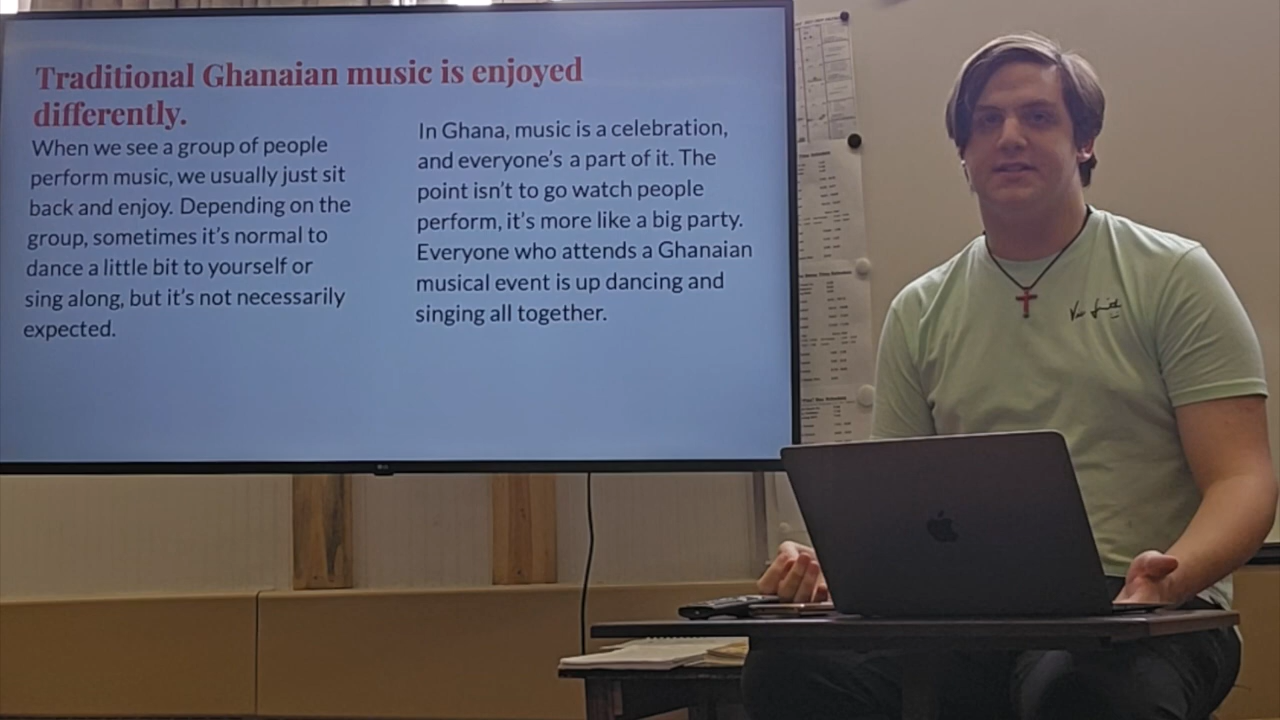 Traditional Ghanaian music is enjoyed
differently.
When we see a group of people
perform music, we usually just sit
back and enjoy. Depending on the
group, sometimes it's normal to
dance a little bit to yourself or
sing along, but it's not necessarily
expected.
In Ghana, music is a celebration,
and everyone's a part of it. The
point isn't to go watch people
perform, it's more like a big party.
Everyone who attends a Ghanaian
musical event is up dancing and
singing all together.
LG